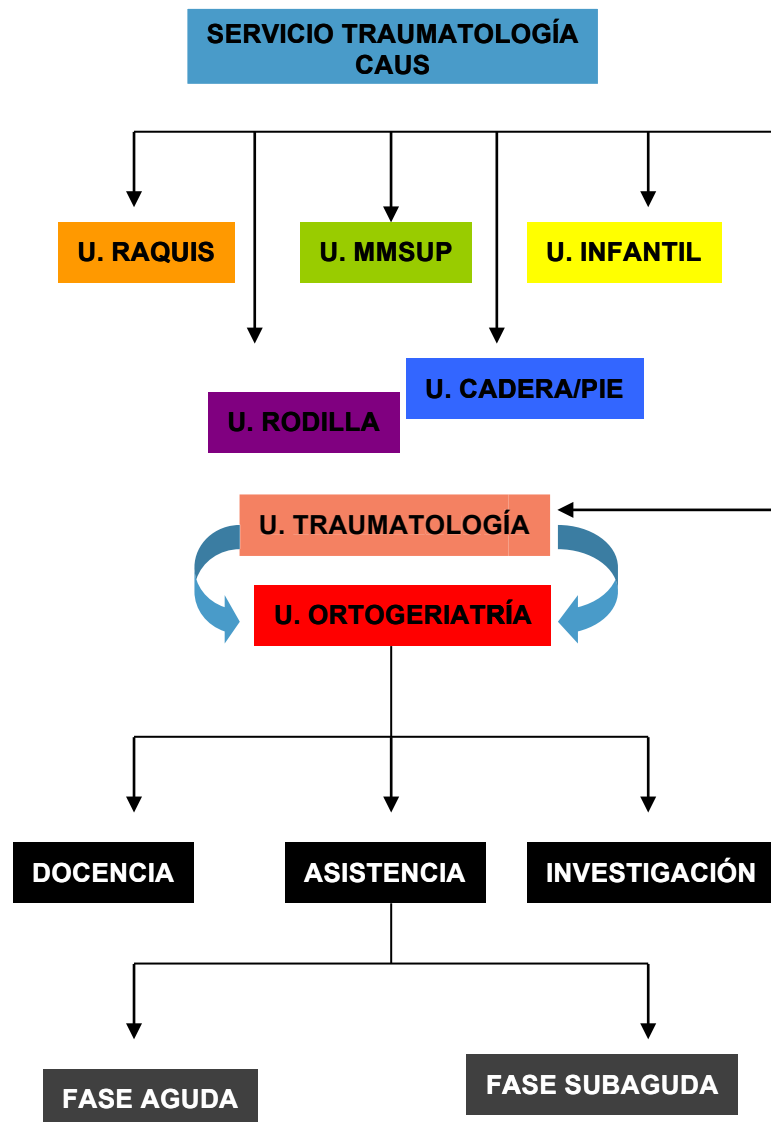 SERVICIO TRAUMATOLOGÍA
CAUS
U. RAQUIS
U. MMSUP
U. INFANTIL
U. CADERA/PIE
U. RODILLA
U. TRAUMATOLOGÍA
U. ORTOGERIATRÍA
DOCENCIA
ASISTENCIA
INVESTIGACIÓN
FASE AGUDA
FASE SUBAGUDA